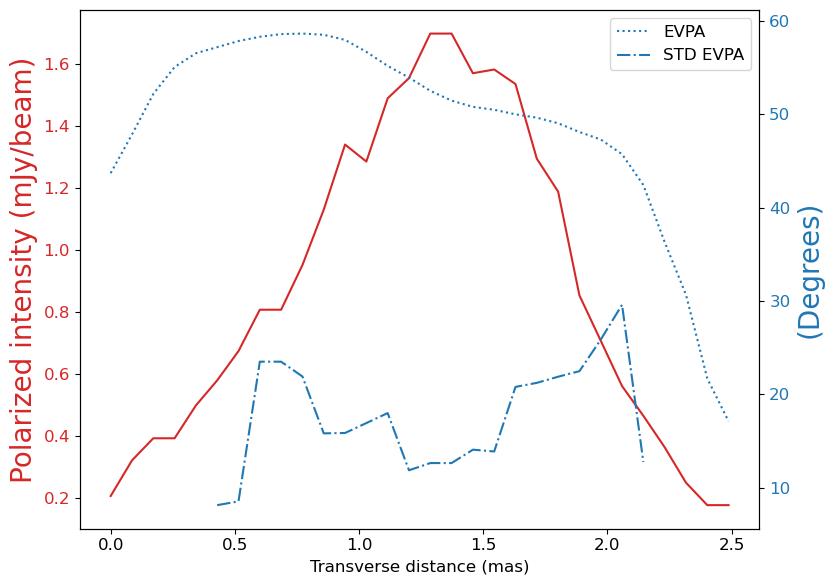 EVPA
STD EVPA
Polarized intensity (mJy/beam)
1.6
1.4
1.2
1.0
0.8
0.6
0.4
0.2
60
50
40
30
20
10
(Degrees)
0.0 0.5 1.0 1.5 2.0 2.5
Transverse distance (mas)